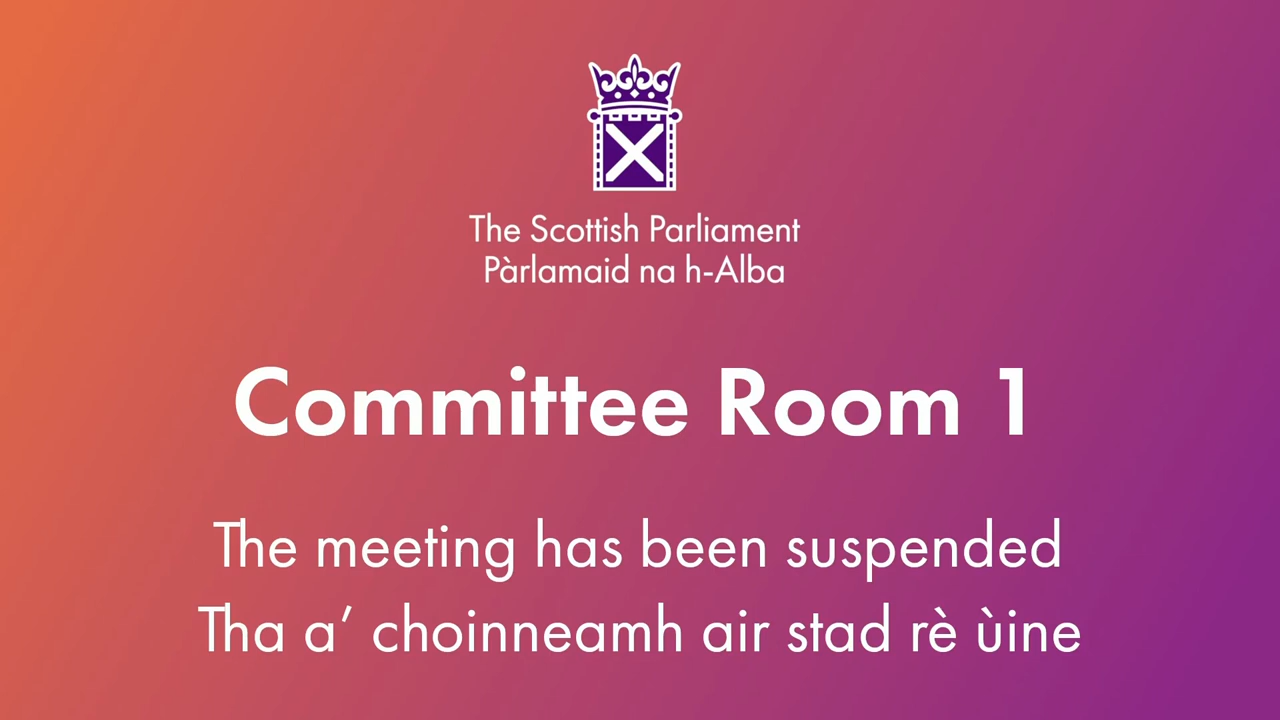 The Scottish Parliament
Pàrlamaid na h-Alba
Committee Room 1
The meeting has been suspended
Tha a’ choinneamh air stad rè ùine